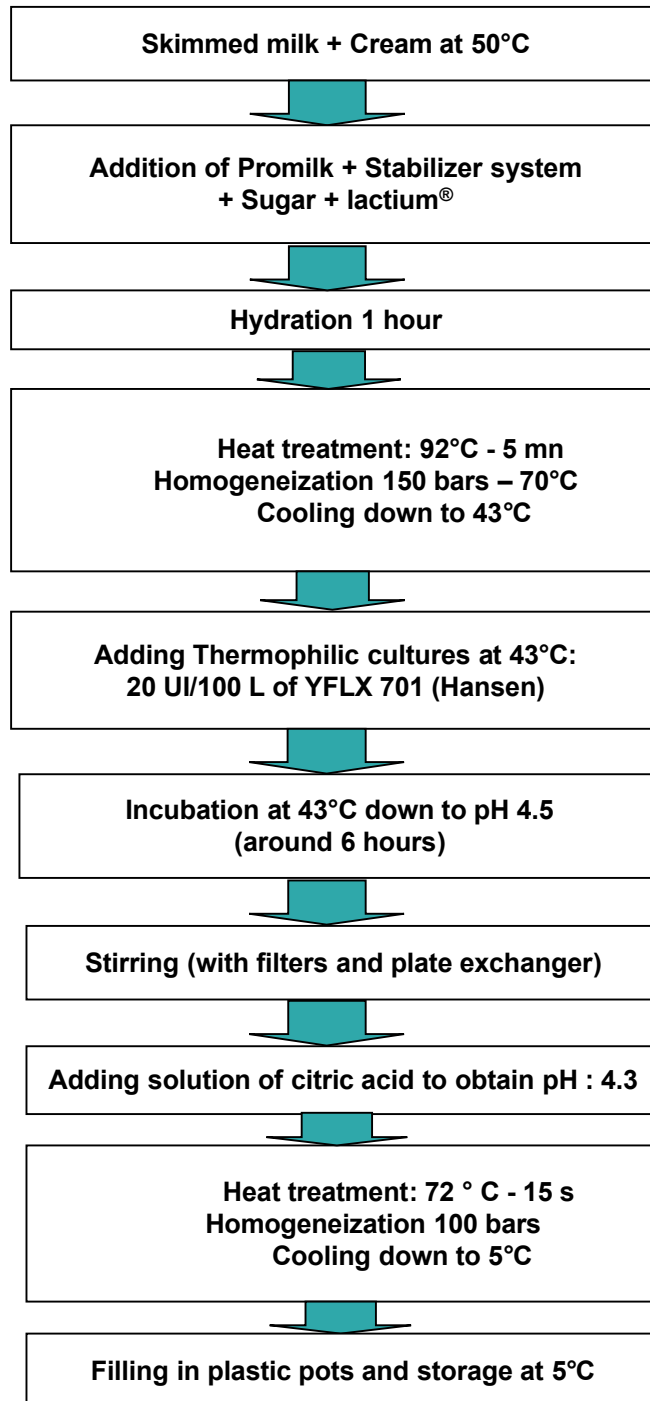 Skimmed milk + Cream at 50°C
Addition of Promilk + Stabilizer system
+ Sugar + lactium®
Hydration 1 hour
Heat treatment: 92°C - 5 mn
Homogeneization 150 bars – 70°C
Cooling down to 43°C
Adding Thermophilic cultures at 43°C:
20 UI/100 L of YFLX 701 (Hansen)
Incubation at 43°C down to pH 4.5
(around 6 hours)
Stirring (with filters and plate exchanger)
Adding solution of citric acid to obtain pH : 4.3
Heat treatment: 72 ° C - 15 s
Homogeneization 100 bars
Cooling down to 5°C
Filling in plastic pots and storage at 5°C